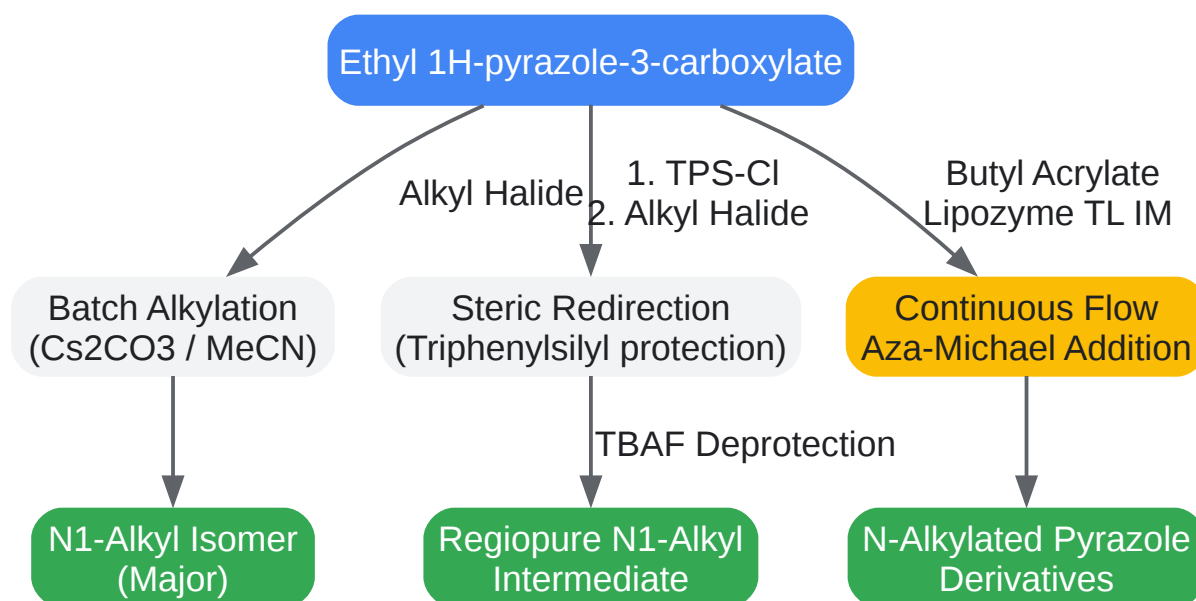 Ethyl 1H-pyrazole-3-carboxylate
Alkyl Halide
1. TPS-Cl
2. Alkyl Halide
Butyl Acrylate
Lipozyme TL IM
Batch Alkylation
(Cs2CO3 / MeCN)
Steric Redirection
(Triphenylsilyl protection)
Continuous Flow
Aza-Michael Addition
TBAF Deprotection
N1-Alkyl Isomer
(Major)
Regiopure N1-Alkyl
Intermediate
N-Alkylated Pyrazole
Derivatives